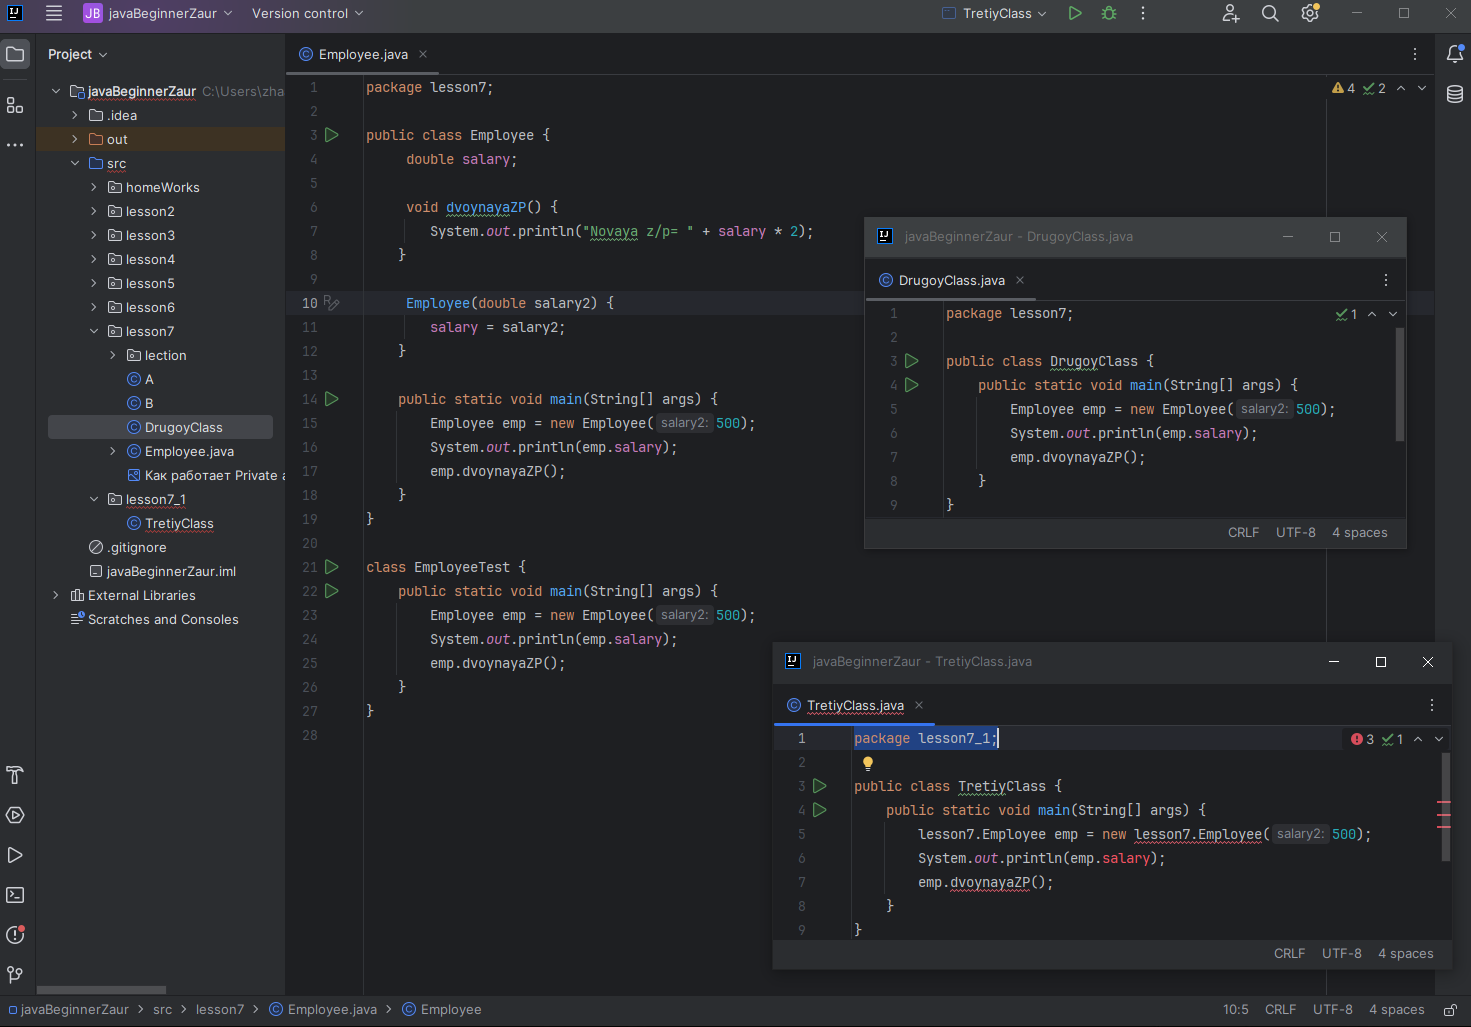 JB javaBeginnerZaur Version control TretiyClass
Project
javaBeginnerZaur C:\Users\zha
.idea
out
src
homeWorks
lesson2
lesson3
lesson4
lesson5
lesson6
lesson7
lection
A
B
DrugoyClass
Employee.java
Как работает Private a
lesson7_1
TretiyClass
.gitignore
javaBeginnerZaur.iml
External Libraries
Scratches and Consoles
Employee.java
4 2
1 package lesson7;
2
3 public class Employee {
4 double salary;
5
6 void dvoynayaZP() {
7 System.out.println("Novaya z/p= " + salary * 2);
8 }
9
10 Employee(double salary2) {
11 salary = salary2;
12 }
13
14 public static void main(String[] args) {
15 Employee emp = new Employee( salary2: 500);
16 System.out.println(emp.salary);
17 emp.dvoynayaZP();
18 }
19 }
20
21 class EmployeeTest {
22 public static void main(String[] args) {
23 Employee emp = new Employee( salary2: 500);
24 System.out.println(emp.salary);
25 emp.dvoynayaZP();
26 }
27 }
28
javaBeginnerZaur - DrugoyClass.java
DrugoyClass.java
1
1 package lesson7;
2
3 public class DrugoyClass {
4 public static void main(String[] args) {
5 Employee emp = new Employee( salary2: 500);
6 System.out.println(emp.salary);
7 emp.dvoynayaZP();
8 }
9 }
CRLF UTF-8 4 spaces
javaBeginnerZaur - TretiyClass.java
TretiyClass.java
3 1
1 package lesson7_1;
2
3 public class TretiyClass {
4 public static void main(String[] args) {
5 lesson7.Employee emp = new lesson7.Employee( salary2: 500);
6 System.out.println(emp.salary);
7 emp.dvoynayaZP();
8 }
9 }
CRLF UTF-8 4 spaces
javaBeginnerZaur > src > lesson7 > Employee.java > Employee
10:5 CRLF UTF-8 4 spaces